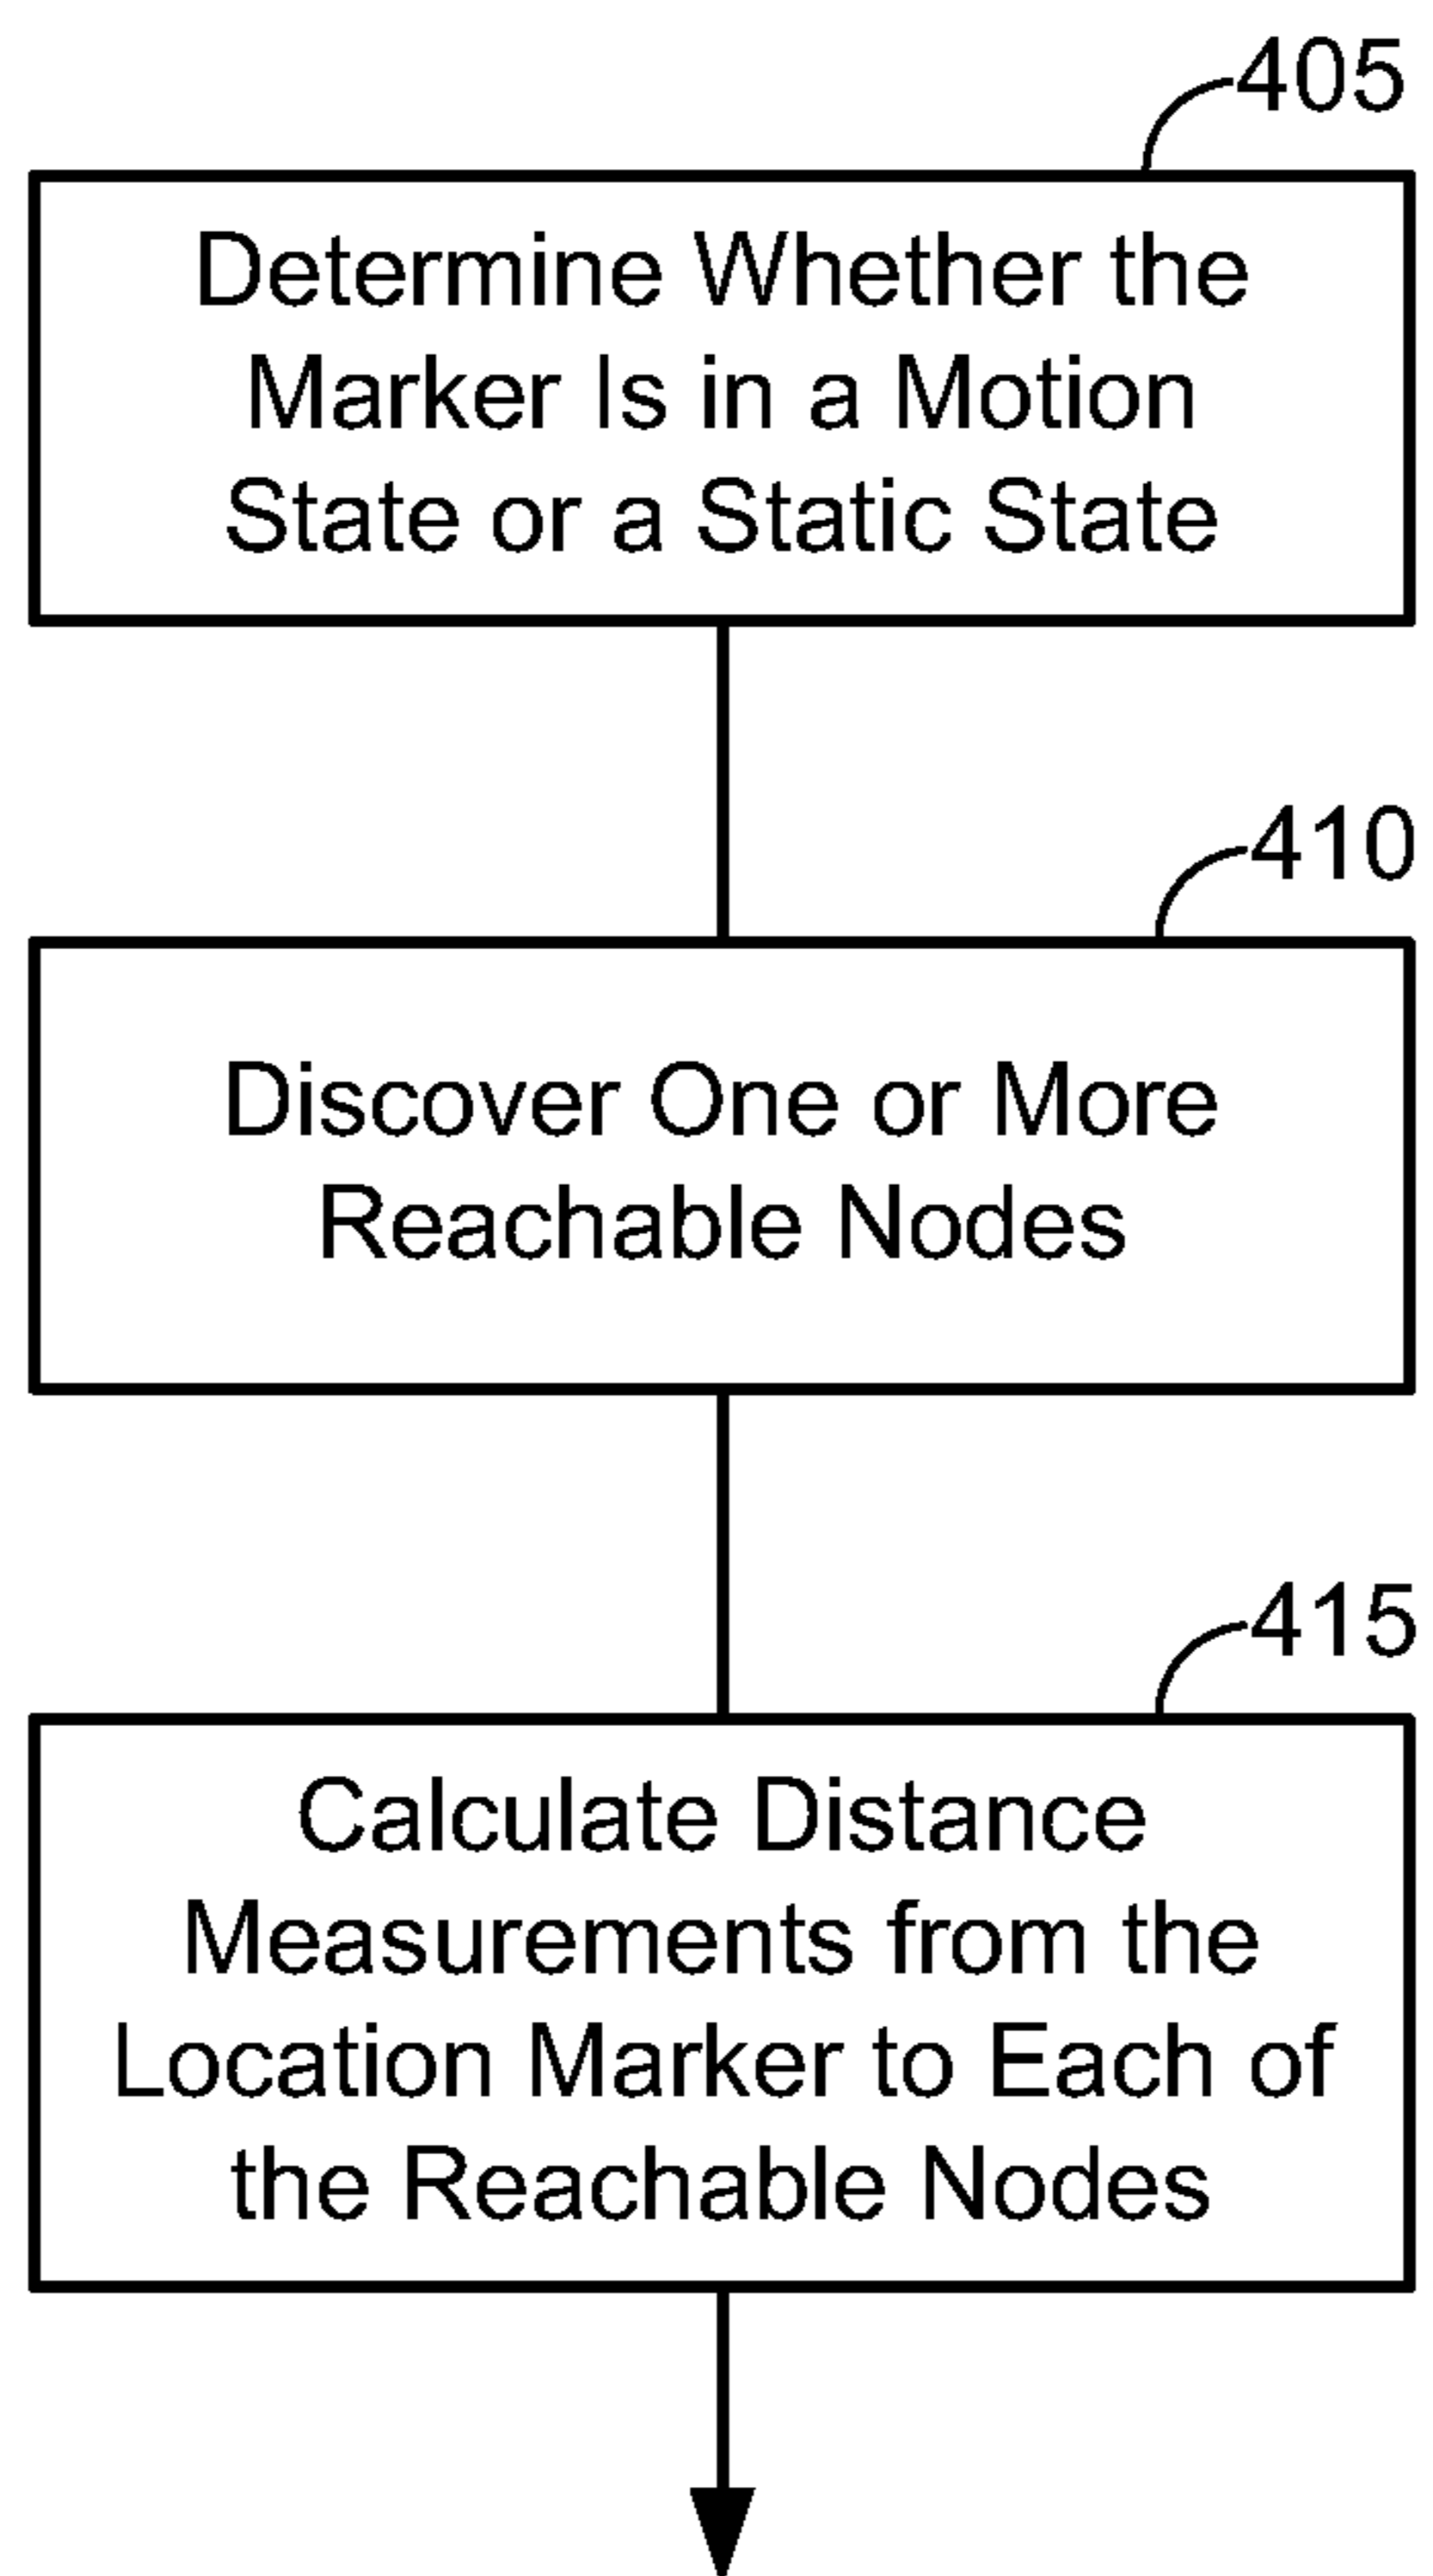 405
Determine Whether the
Marker Is in a Motion
State or a Static State
410
Discover One or More
Reachable Nodes
415
Calculate Distance
Measurements from the
Location Marker to Each of
the Reachable Nodes